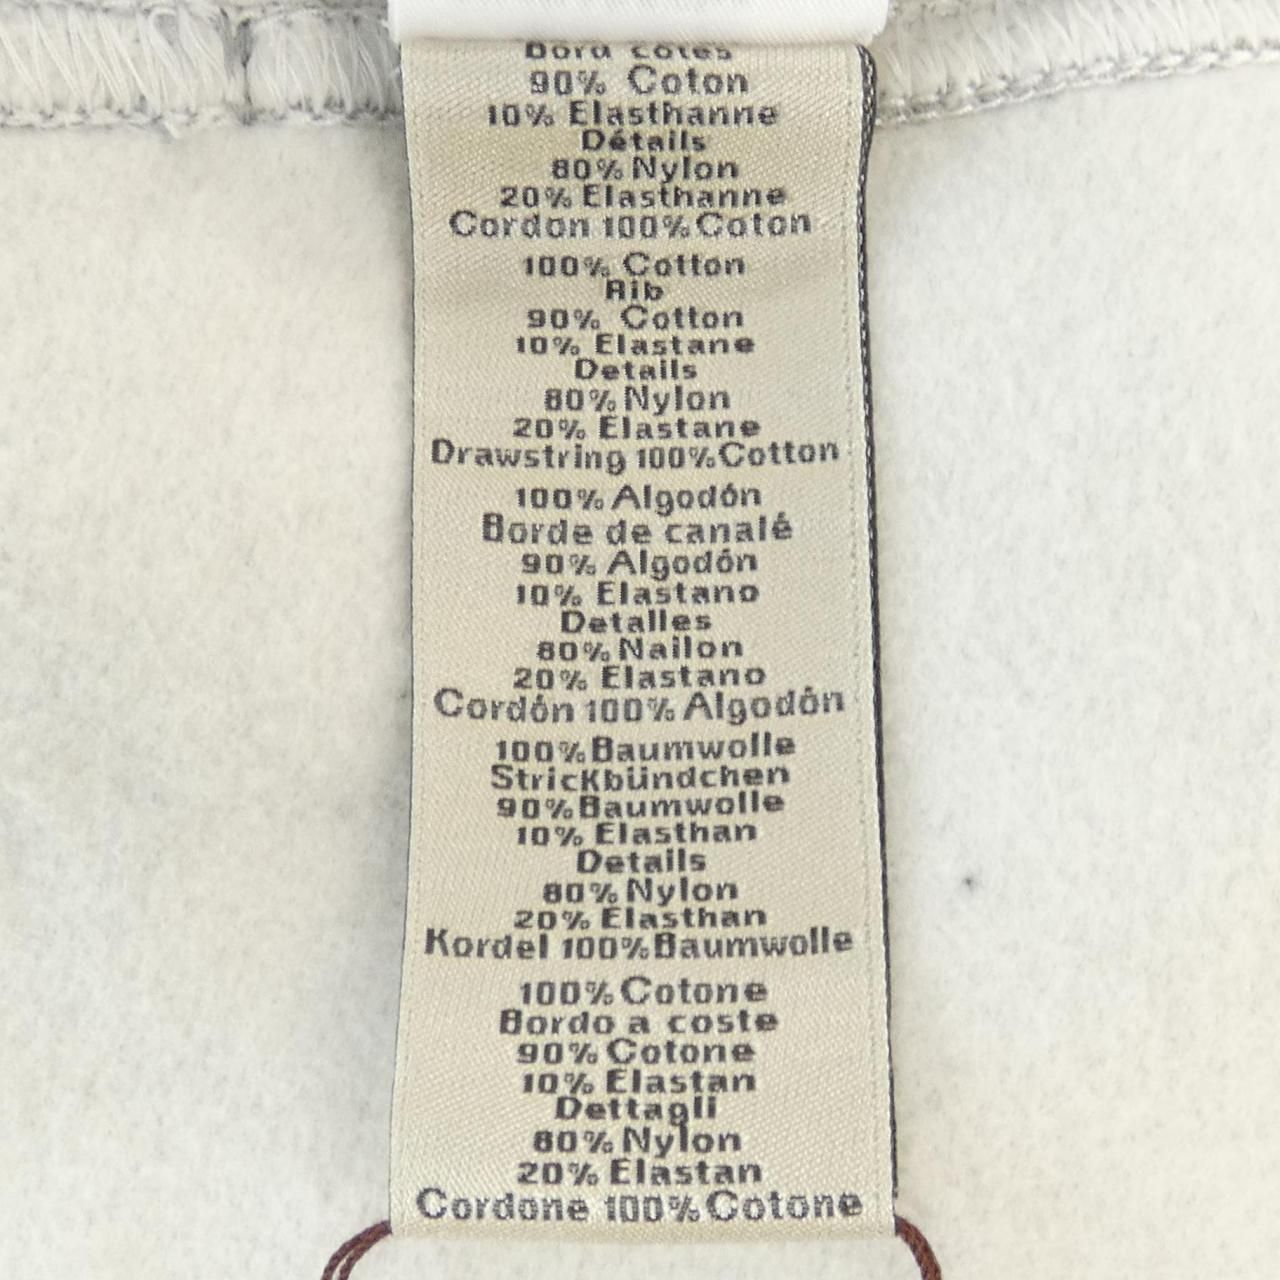 Bord côtes
90% Coton
10% Elasthanne
Détails
80% Nylon
20% Elasthanne
Cordon 100% Coton
100% Cotton
Rib
90% Cotton
10% Elastane
Details
80% Nylon
20% Elastane
Drawstring 100% Cotton
100% Algodón
Borde de canalé
90% Algodón
10% Elastano
Detalles
80% Nailon
20% Elastano
Cordón 100% Algodón
100% Baumwolle
Strickbündchen
90% Baumwolle
10% Elasthan
Details
80% Nylon
20% Elasthan
Kordel 100% Baumwolle
100% Cotone
Bordo a coste
90% Cotone
10% Elastan
Dettagli
80% Nylon
20% Elastan
Cordone 100% Cotone